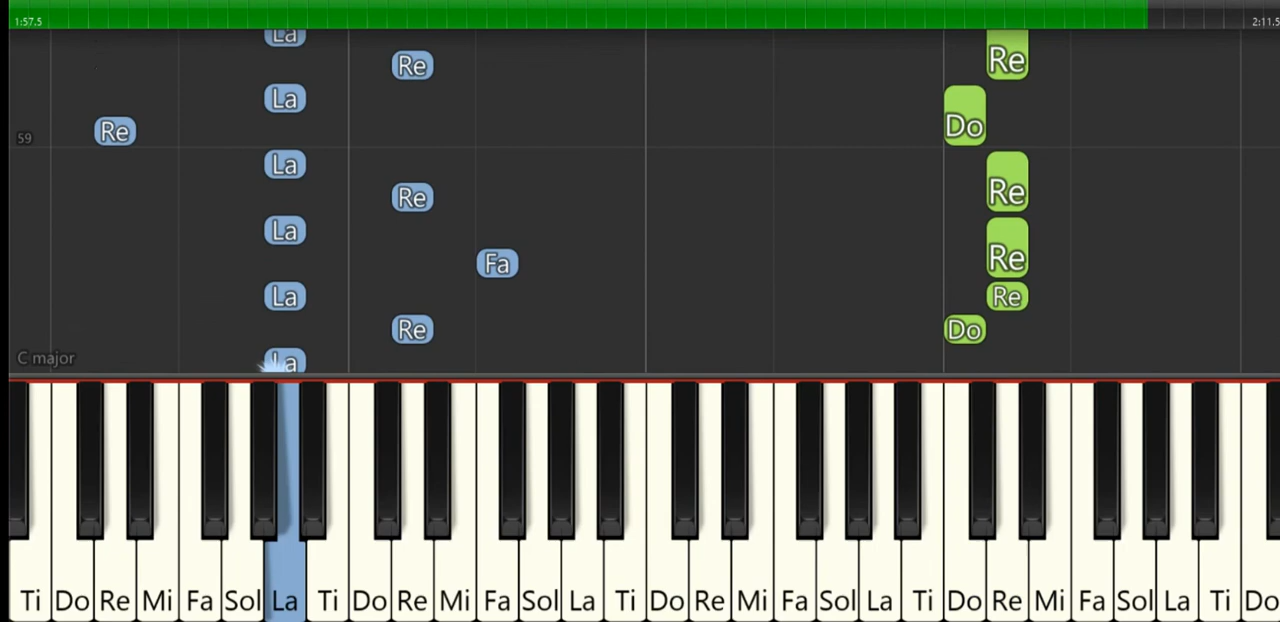 1:57.5 2:11.5
La Re
Re
La Do
Re
59
La Re
Re
La Re
Fa
La Re
Re Do
C major La
Ti Do Re Mi Fa Sol La Ti Do Re Mi Fa Sol La Ti Do Re Mi Fa Sol La Ti Do Re Mi Fa Sol La Ti Do